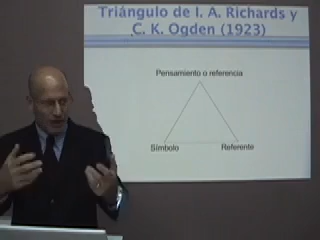 Triángulo de I. A. Richards y
C. K. Ogden (1923)
Pensamiento o referencia
Símbolo Referente